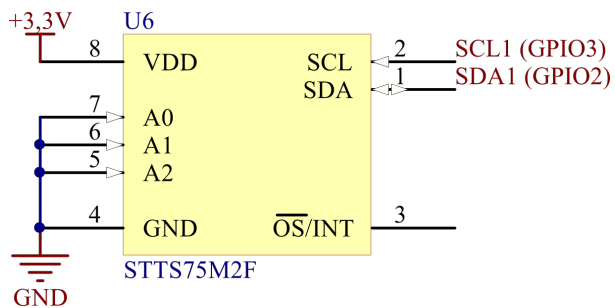 +3,3V
U6
8 VDD SCL 2 SCL1 (GPIO3)
SDA 1 SDA1 (GPIO2)
7 A0
6 A1
5 A2
4 GND OS/INT 3
STTS75M2F
GND